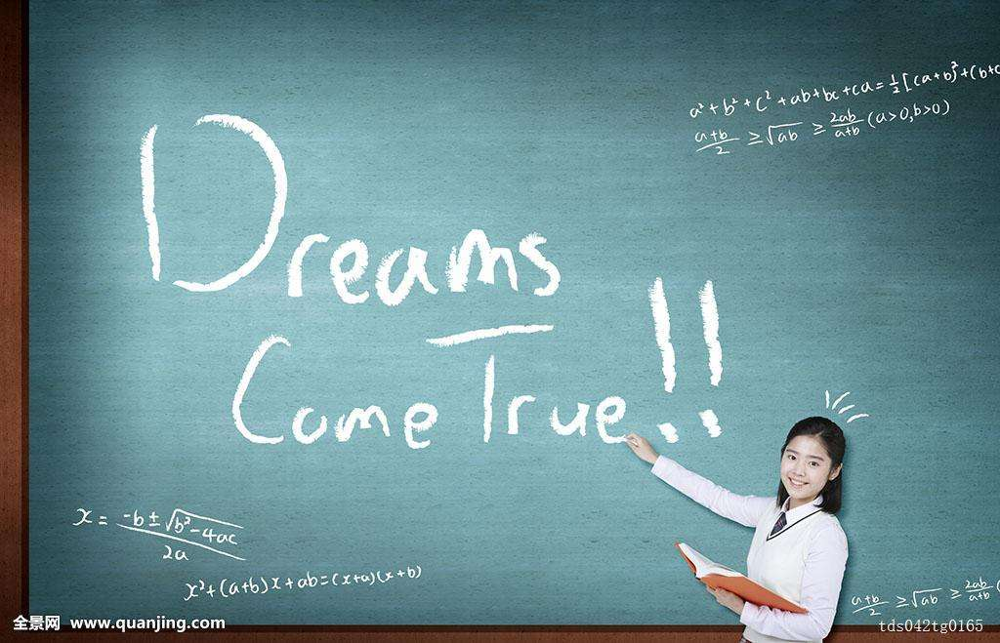 a²+b²+c²+ab+bc+ca=½[(a+b)²+(b+c
a+b/2 ≥ √ab ≥ 2ab/a+b (a>0,b>0)
Dreams
Come True!!
x = -b±√b²-4ac / 2a
x²+(a+b)x+ab=(x+a)(x+b)
a+b/2 ≥ √ab ≥ 2ab/a+b
全景网 www.quanjing.com
tds042tg0165